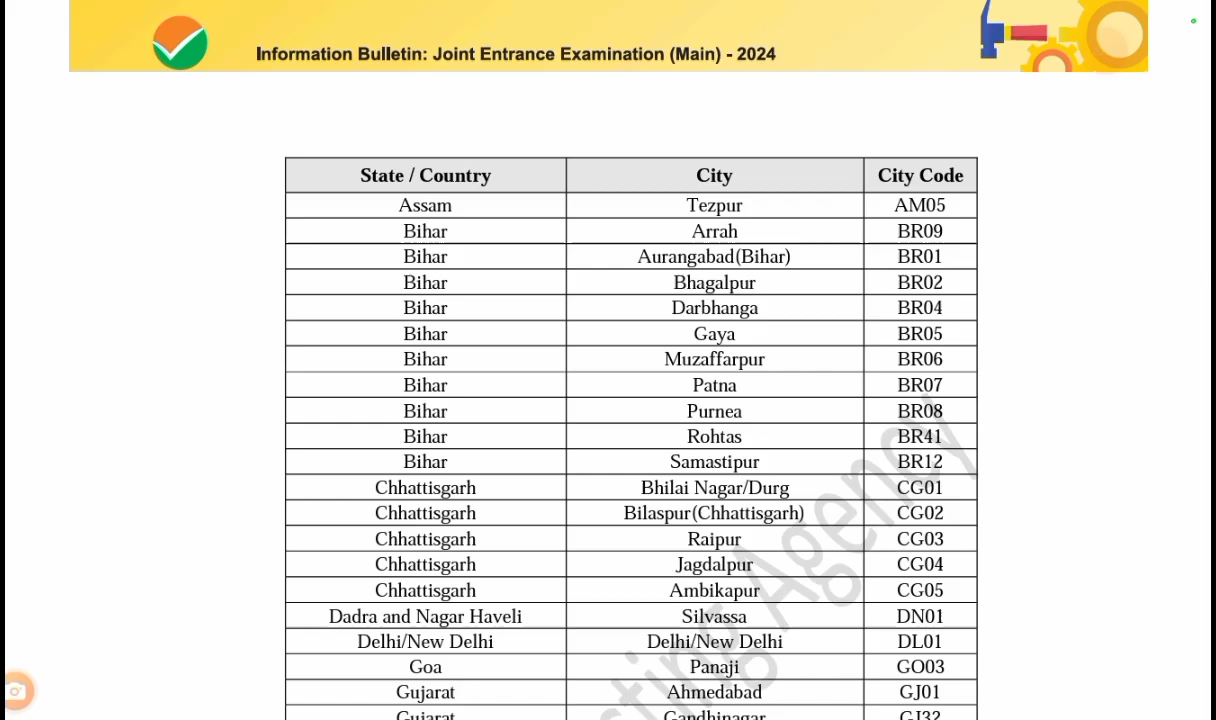 Information Bulletin: Joint Entrance Examination (Main) - 2024
State / Country City City Code
Assam Tezpur AM05
Bihar Arrah BR09
Bihar Aurangabad(Bihar) BR01
Bihar Bhagalpur BR02
Bihar Darbhanga BR04
Bihar Gaya BR05
Bihar Muzaffarpur BR06
Bihar Patna BR07
Bihar Purnea BR08
Bihar Rohtas BR41
Bihar Samastipur BR12
Chhattisgarh Bhilai Nagar/Durg CG01
Chhattisgarh Bilaspur(Chhattisgarh) CG02
Chhattisgarh Raipur CG03
Chhattisgarh Jagdalpur CG04
Chhattisgarh Ambikapur CG05
Dadra and Nagar Haveli Silvassa DN01
Delhi/New Delhi Delhi/New Delhi DL01
Goa Panaji GO03
Gujarat Ahmedabad GJ01
Gujarat Gandhinagar GJ32
sting Agency